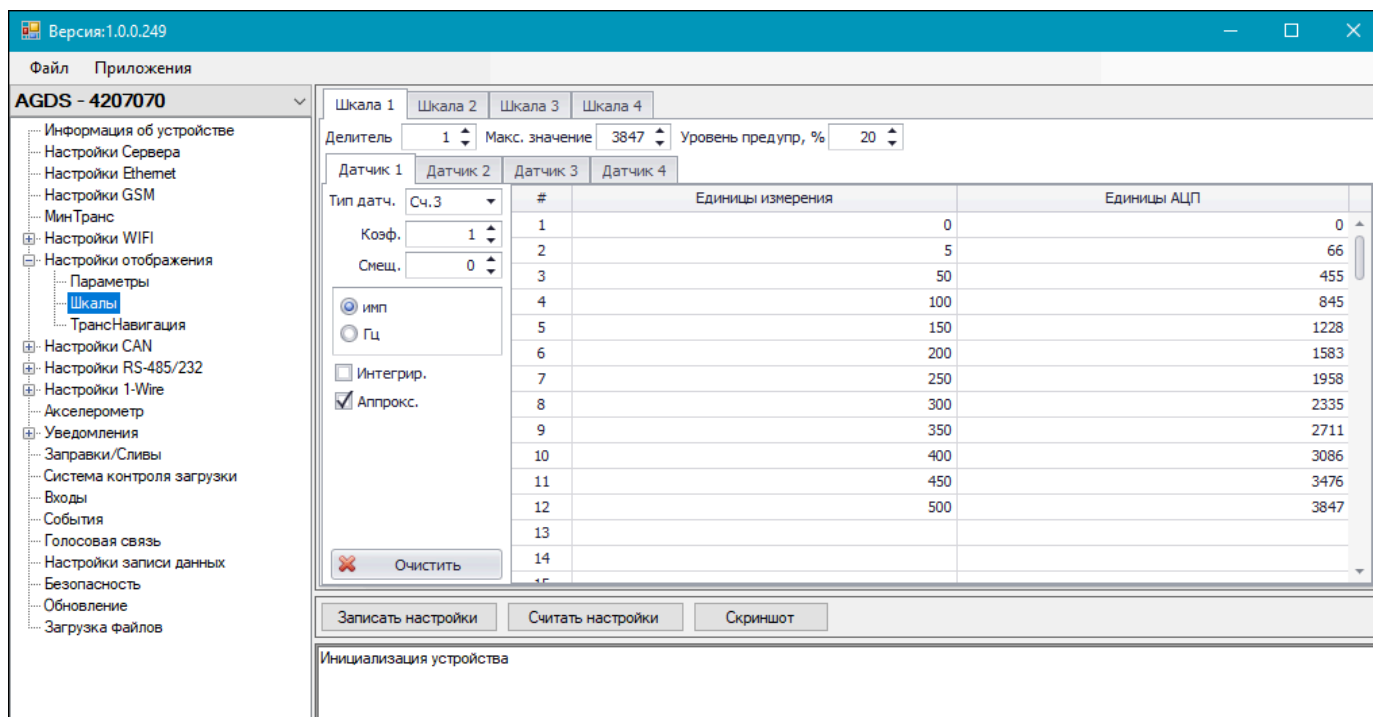 Версия:1.0.0.249
Файл Приложения
AGDS - 4207070
Информация об устройстве
Настройки Сервера
Настройки Ethernet
Настройки GSM
МинТранс
Настройки WIFI
Настройки отображения
Параметры
Шкалы
ТрансНавигация
Настройки CAN
Настройки RS-485/232
Настройки 1-Wire
Акселерометр
Уведомления
Заправки/Сливы
Система контроля загрузки
Входы
События
Голосовая связь
Настройки записи данных
Безопасность
Обновление
Загрузка файлов
Шкала 1 Шкала 2 Шкала 3 Шкала 4
Делитель 1 Макс. значение 3847 Уровень предупр, % 20
Датчик 1 Датчик 2 Датчик 3 Датчик 4
Тип датч. Сч.3
Коэф. 1
Смещ. 0
имп
Гц
Интегрир.
Аппрокс.
Очистить
# Единицы измерения Единицы АЦП
1 0 0
2 5 66
3 50 455
4 100 845
5 150 1228
6 200 1583
7 250 1958
8 300 2335
9 350 2711
10 400 3086
11 450 3476
12 500 3847
13
14
15
Записать настройки Считать настройки Скриншот
Инициализация устройства